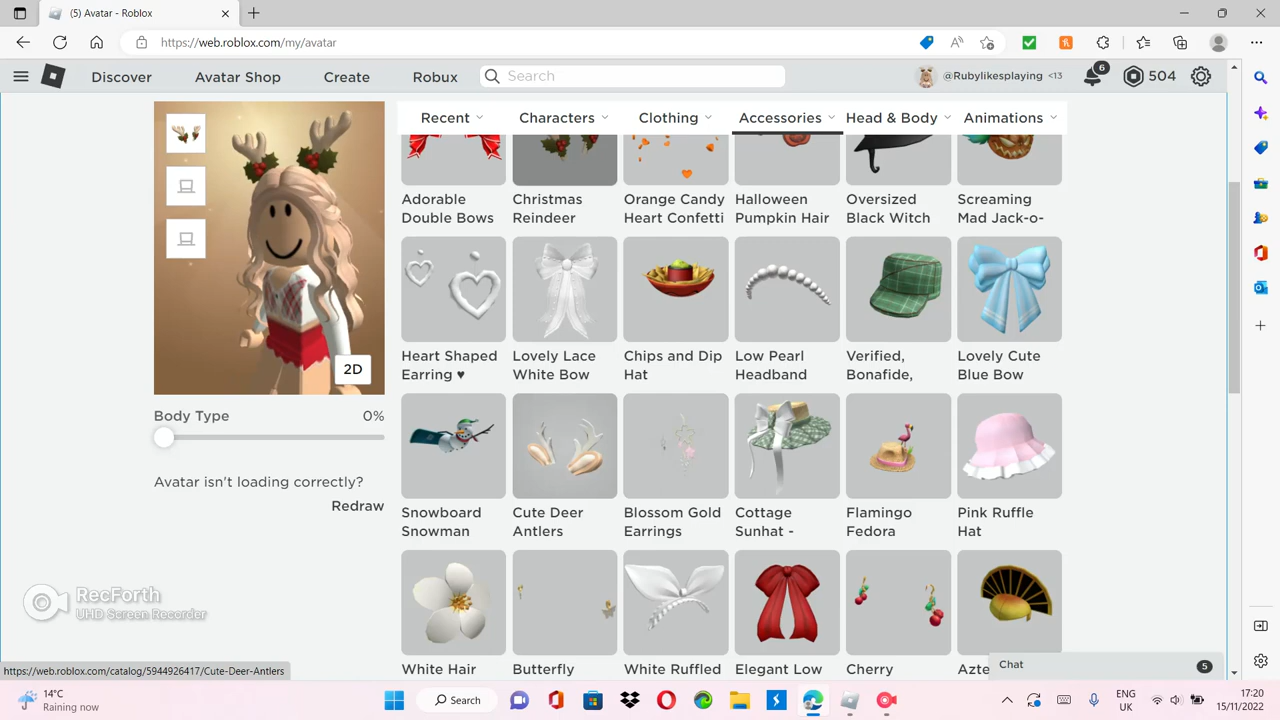 (5) Avatar - Roblox
https://web.roblox.com/my/avatar
Discover Avatar Shop Create Robux Search @Rubylikesplaying <13 6 504
Recent Characters Clothing Accessories Head & Body Animations
Adorable Double Bows
Christmas Reindeer
Orange Candy Heart Confetti
Halloween Pumpkin Hair
Oversized Black Witch
Screaming Mad Jack-o-
2D
Heart Shaped Earring ♥
Lovely Lace White Bow
Chips and Dip Hat
Low Pearl Headband
Verified, Bonafide,
Lovely Cute Blue Bow
Body Type 0%
Avatar isn't loading correctly?
Redraw
Snowboard Snowman
Cute Deer Antlers
Blossom Gold Earrings
Cottage Sunhat -
Flamingo Fedora
Pink Ruffle Hat
RecForth
UHD Screen Recorder
White Hair
Butterfly
White Ruffled
Elegant Low
Cherry
Azte
Chat 5
https://web.roblox.com/catalog/5944926417/Cute-Deer-Antlers
14°C
Raining now
Search
ENG
UK
17:20
15/11/2022